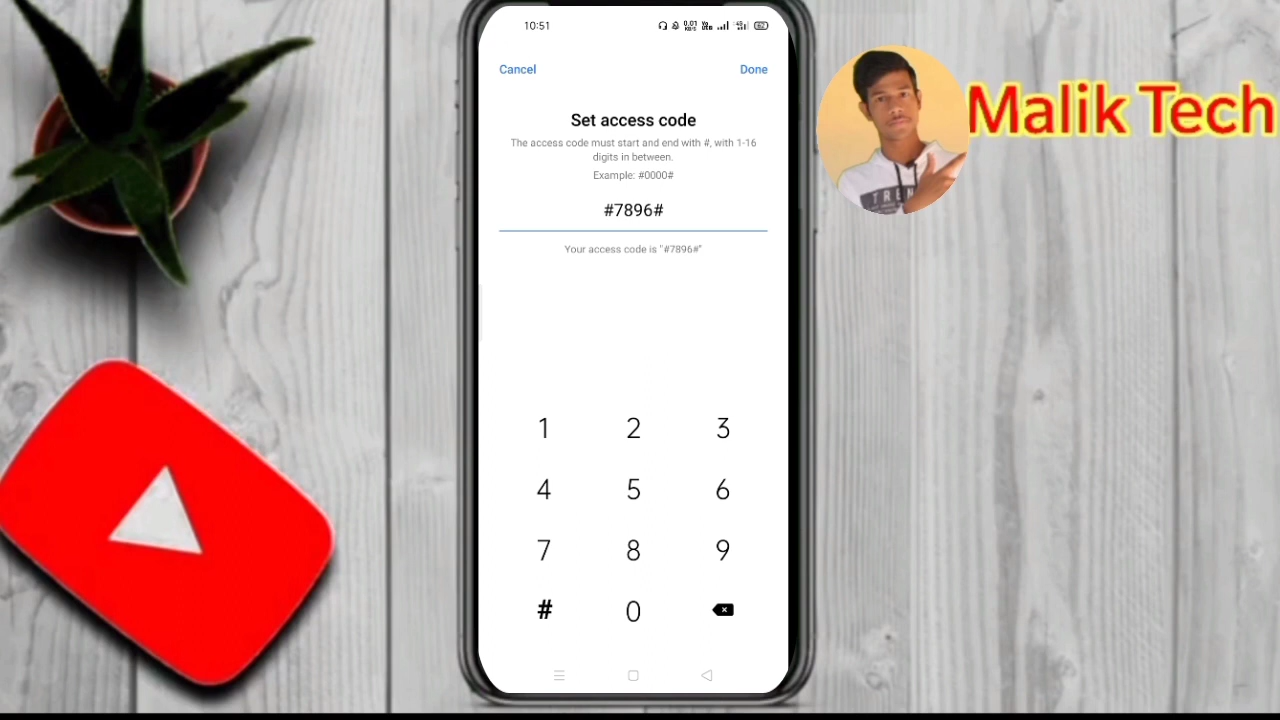 10:51
Cancel Done
Set access code
The access code must start and end with #, with 1-16
digits in between.
Example: #0000#
#7896#
Your access code is "#7896#"
1 2 3
4 5 6
7 8 9
# 0
Malik Tech
TREN